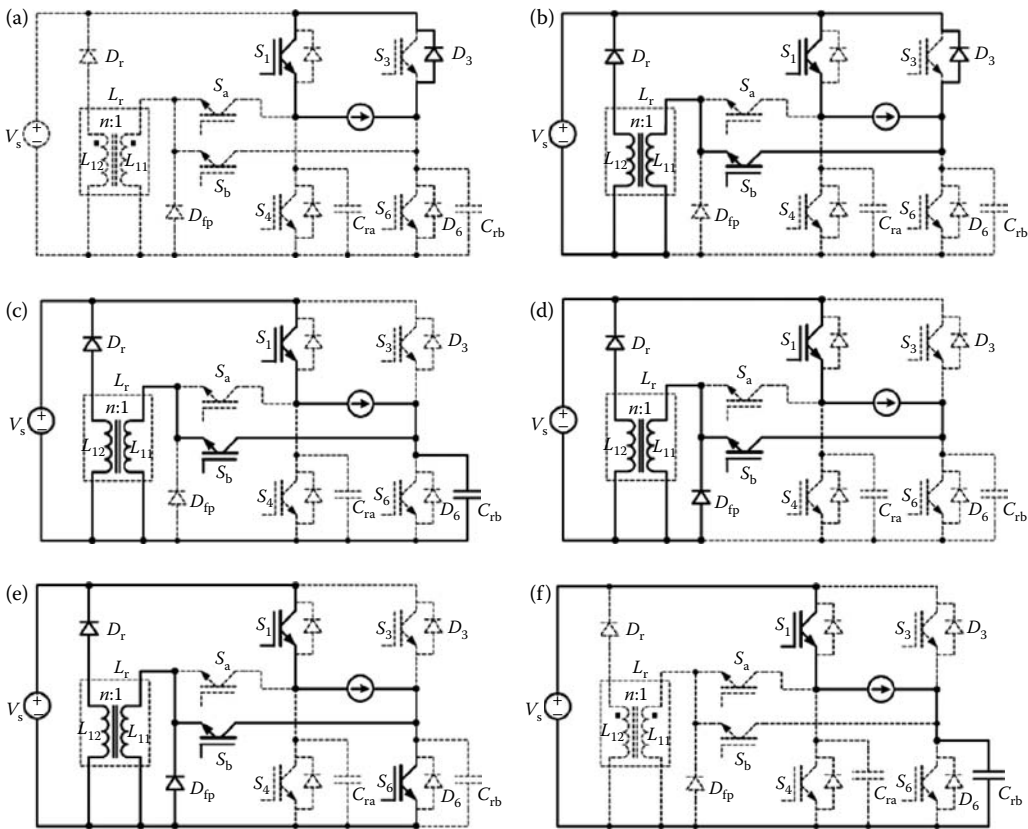 (a)
D_r
L_r
n:1
V_s
+
−
L_12
L_11
S_a
S_b
D_fp
S_1
S_3
D_3
S_4
C_ra
S_6
D_6
C_rb
(b)
D_r
L_r
n:1
V_s
+
−
L_12
L_11
S_a
S_b
D_fp
S_1
S_3
D_3
S_4
C_ra
S_6
D_6
C_rb
(c)
D_r
L_r
n:1
V_s
+
−
L_12
L_11
S_a
S_b
D_fp
S_1
S_3
D_3
S_4
C_ra
S_6
D_6
C_rb
(d)
D_r
L_r
n:1
V_s
+
−
L_12
L_11
S_a
S_b
D_fp
S_1
S_3
D_3
S_4
C_ra
S_6
D_6
C_rb
(e)
D_r
L_r
n:1
V_s
+
−
L_12
L_11
S_a
S_b
D_fp
S_1
S_3
D_3
S_4
C_ra
S_6
D_6
C_rb
(f)
D_r
L_r
n:1
V_s
+
−
L_12
L_11
S_a
S_b
D_fp
S_1
S_3
D_3
S_4
C_ra
S_6
D_6
C_rb